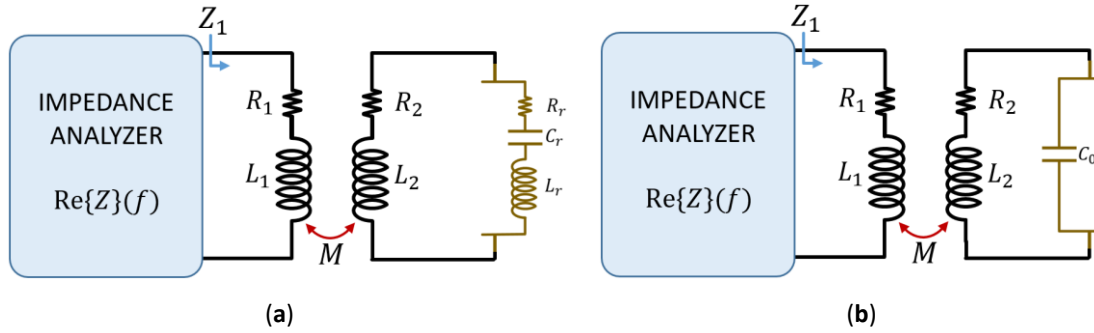 Z₁
IMPEDANCE
ANALYZER
Re{Z}(f)
R₁
L₁
M
R₂
L₂
Rᵣ
Cᵣ
Lᵣ
(a)
Z₁
IMPEDANCE
ANALYZER
Re{Z}(f)
R₁
L₁
M
R₂
L₂
C₀
(b)